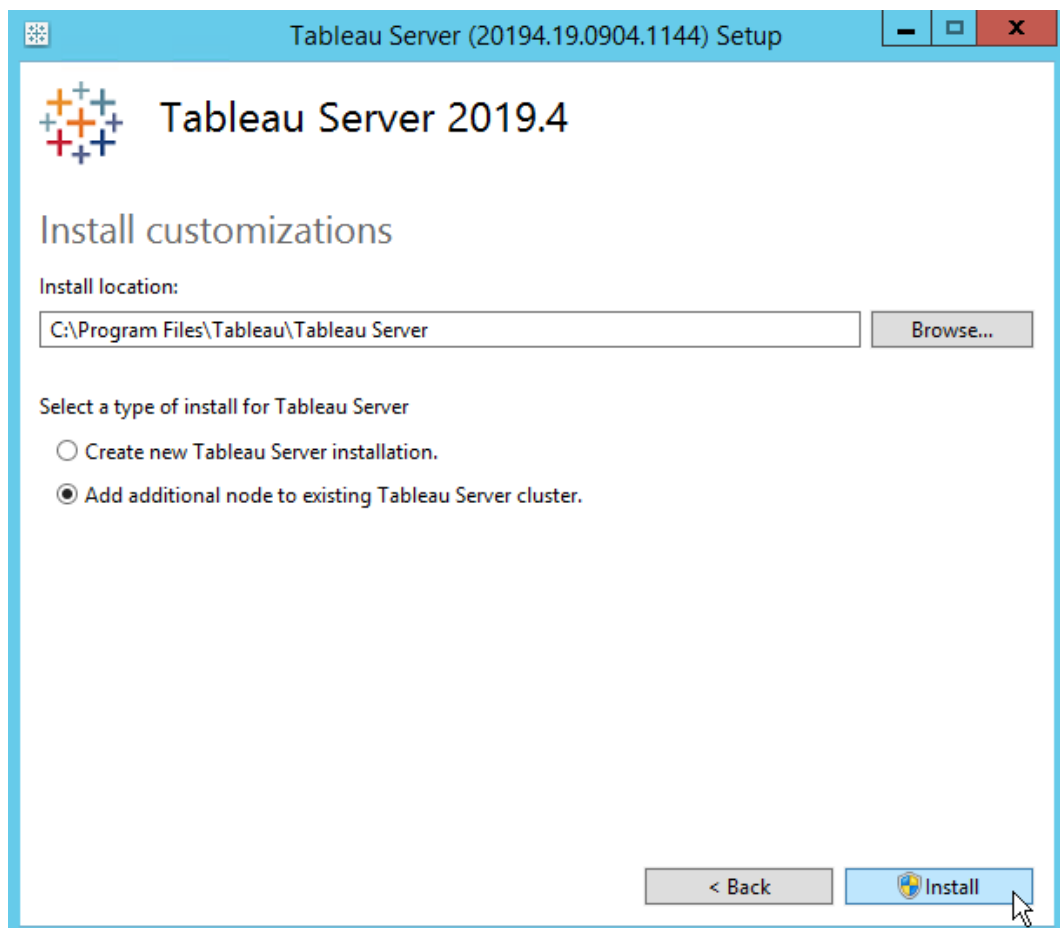 Tableau Server (20194.19.0904.1144) Setup
Tableau Server 2019.4
Install customizations
Install location:
C:\Program Files\Tableau\Tableau Server
Browse...
Select a type of install for Tableau Server
Create new Tableau Server installation.
Add additional node to existing Tableau Server cluster.
< Back
Install